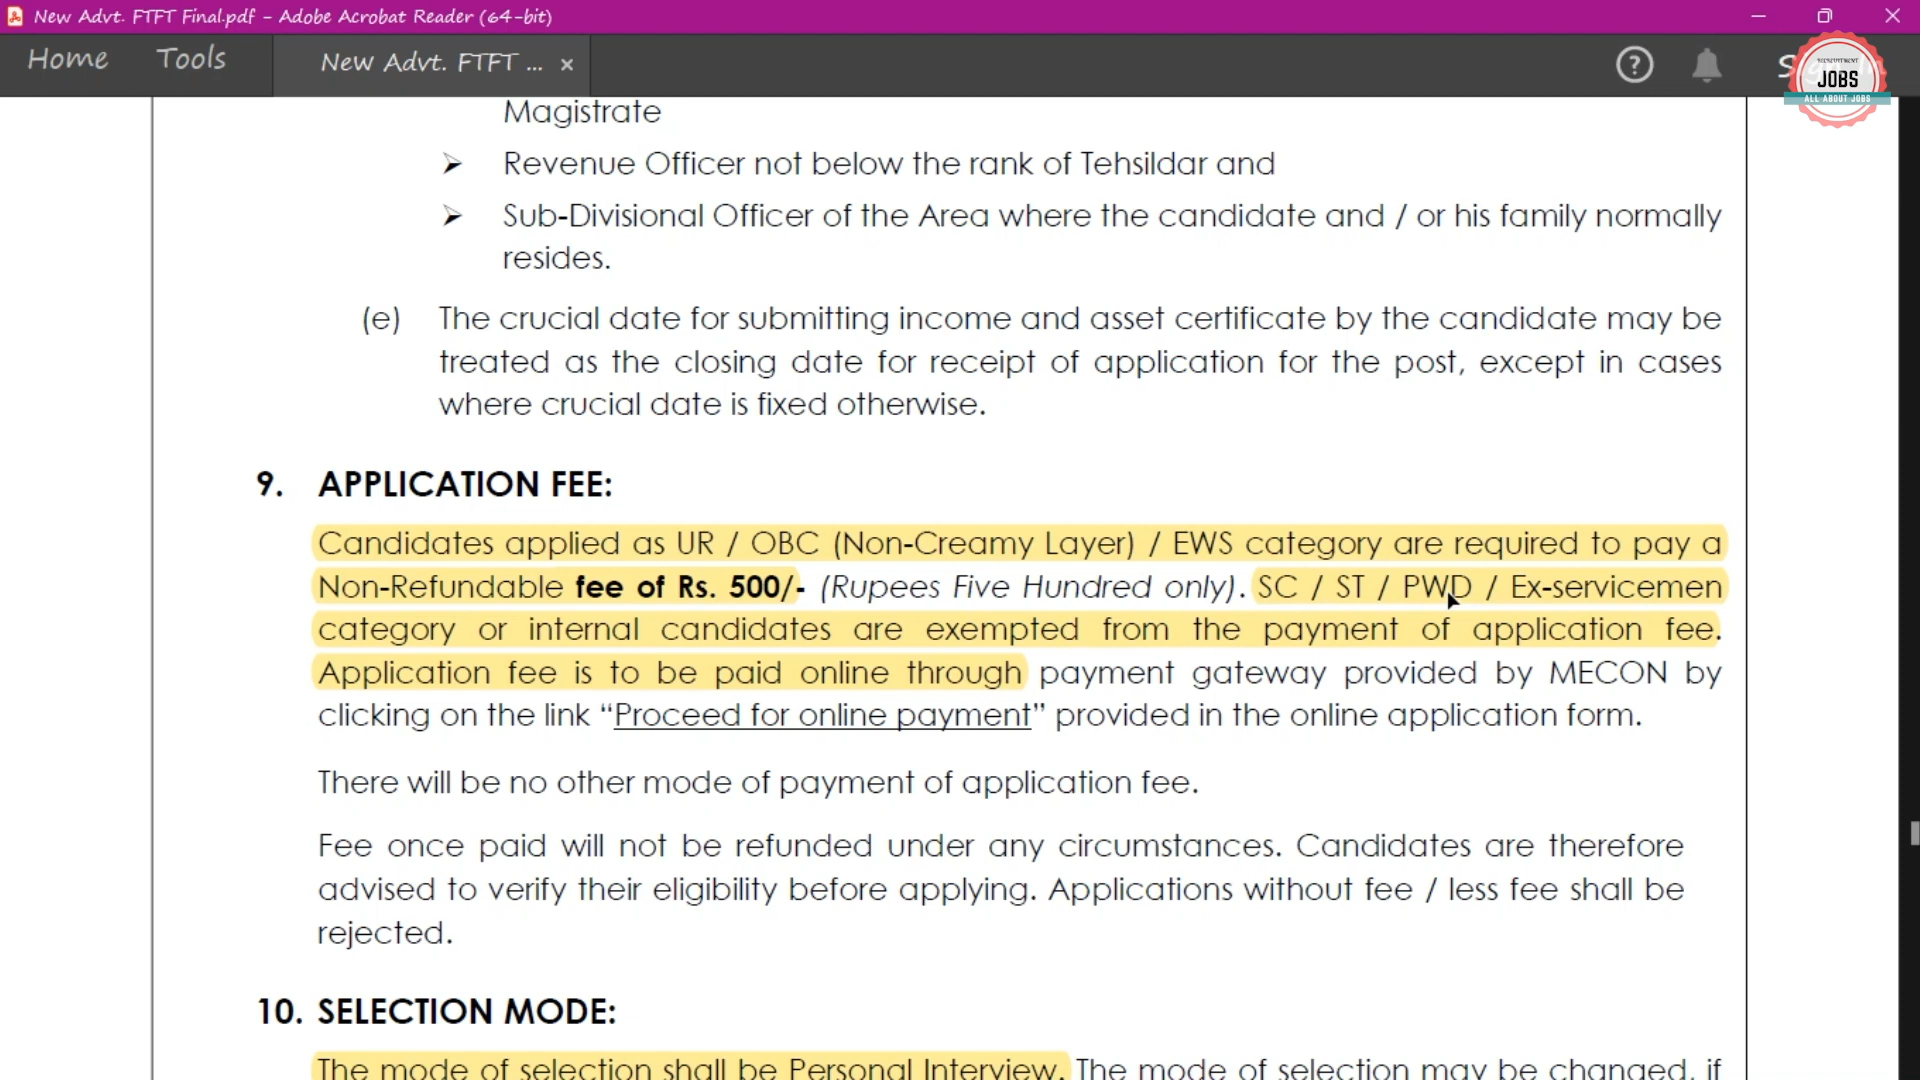 New Advt. FTFT Final.pdf - Adobe Acrobat Reader (64-bit)
Home Tools New Advt. FTFT ... ×
RECRUITMENT
JOBS
ALL ABOUT JOBS
Magistrate
➢ Revenue Officer not below the rank of Tehsildar and
➢ Sub-Divisional Officer of the Area where the candidate and / or his family normally
resides.
(e) The crucial date for submitting income and asset certificate by the candidate may be
treated as the closing date for receipt of application for the post, except in cases
where crucial date is fixed otherwise.
9. APPLICATION FEE:
Candidates applied as UR / OBC (Non-Creamy Layer) / EWS category are required to pay a
Non-Refundable fee of Rs. 500/- (Rupees Five Hundred only). SC / ST / PWD / Ex-servicemen
category or internal candidates are exempted from the payment of application fee.
Application fee is to be paid online through payment gateway provided by MECON by
clicking on the link “Proceed for online payment” provided in the online application form.
There will be no other mode of payment of application fee.
Fee once paid will not be refunded under any circumstances. Candidates are therefore
advised to verify their eligibility before applying. Applications without fee / less fee shall be
rejected.
10. SELECTION MODE:
The mode of selection shall be Personal Interview. The mode of selection may be changed, if